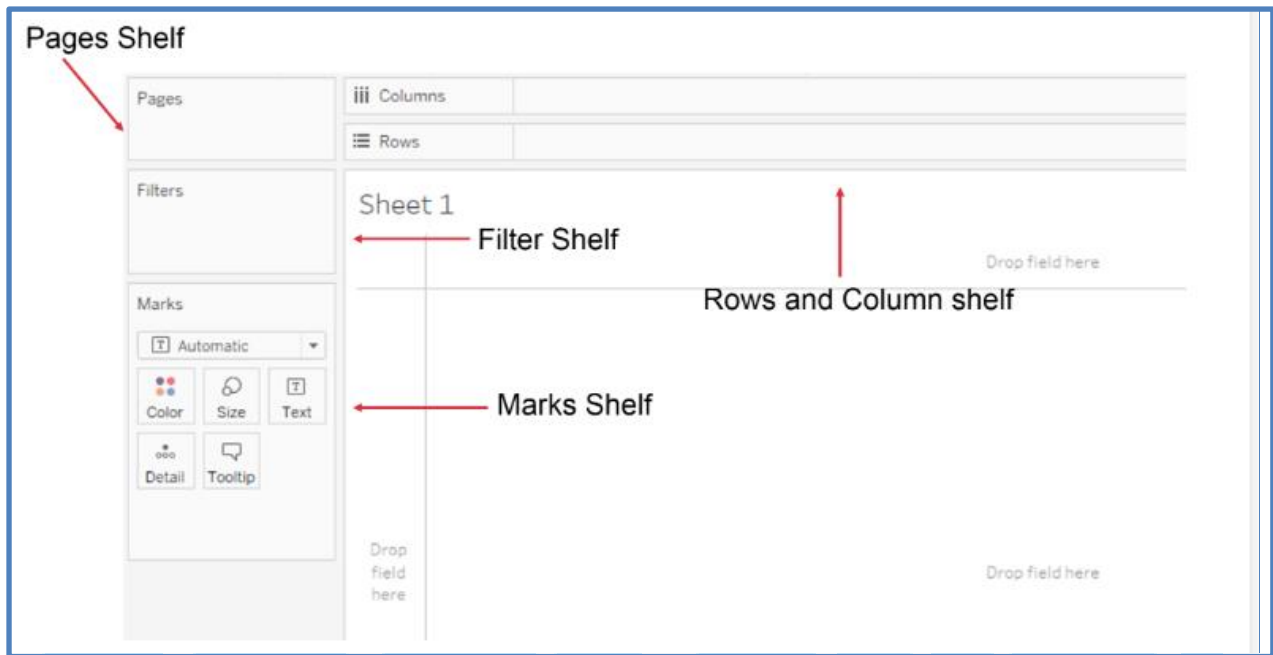 Pages Shelf
Pages
Columns
Rows
Filters
Sheet 1
Filter Shelf
Drop field here
Rows and Column shelf
Marks
T Automatic
T
Color Size Text
Marks Shelf
Detail Tooltip
Drop
field
here
Drop field here